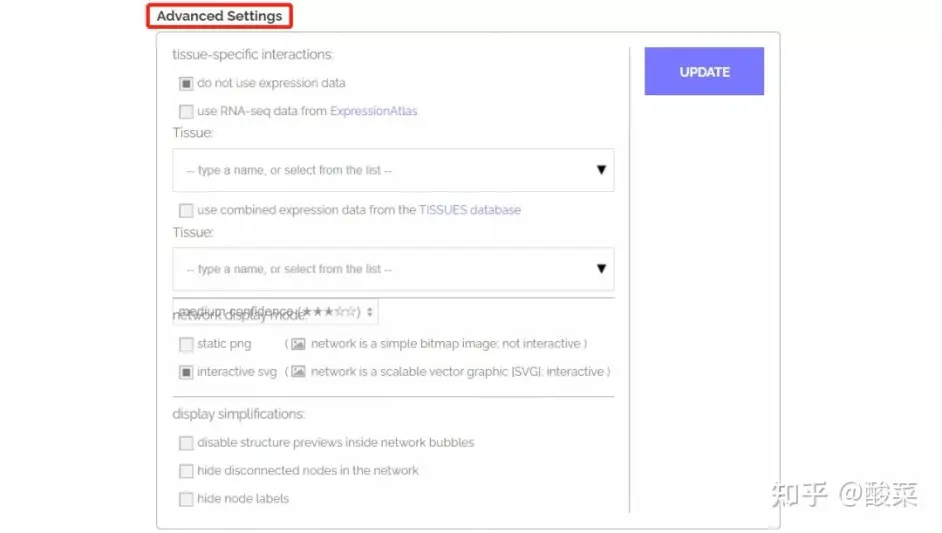 Advanced Settings
tissue-specific interactions:
do not use expression data
use RNA-seq data from ExpressionAtlas
Tissue:
-- type a name, or select from the list --
use combined expression data from the TISSUES database
Tissue:
-- type a name, or select from the list --
medium confidence (★★★☆☆)
network display mode:
static png ( network is a simple bitmap image: not interactive )
interactive svg ( network is a scalable vector graphic [SVG]: interactive )
display simplifications:
disable structure previews inside network bubbles
hide disconnected nodes in the network
hide node labels
UPDATE
知乎 @酸菜